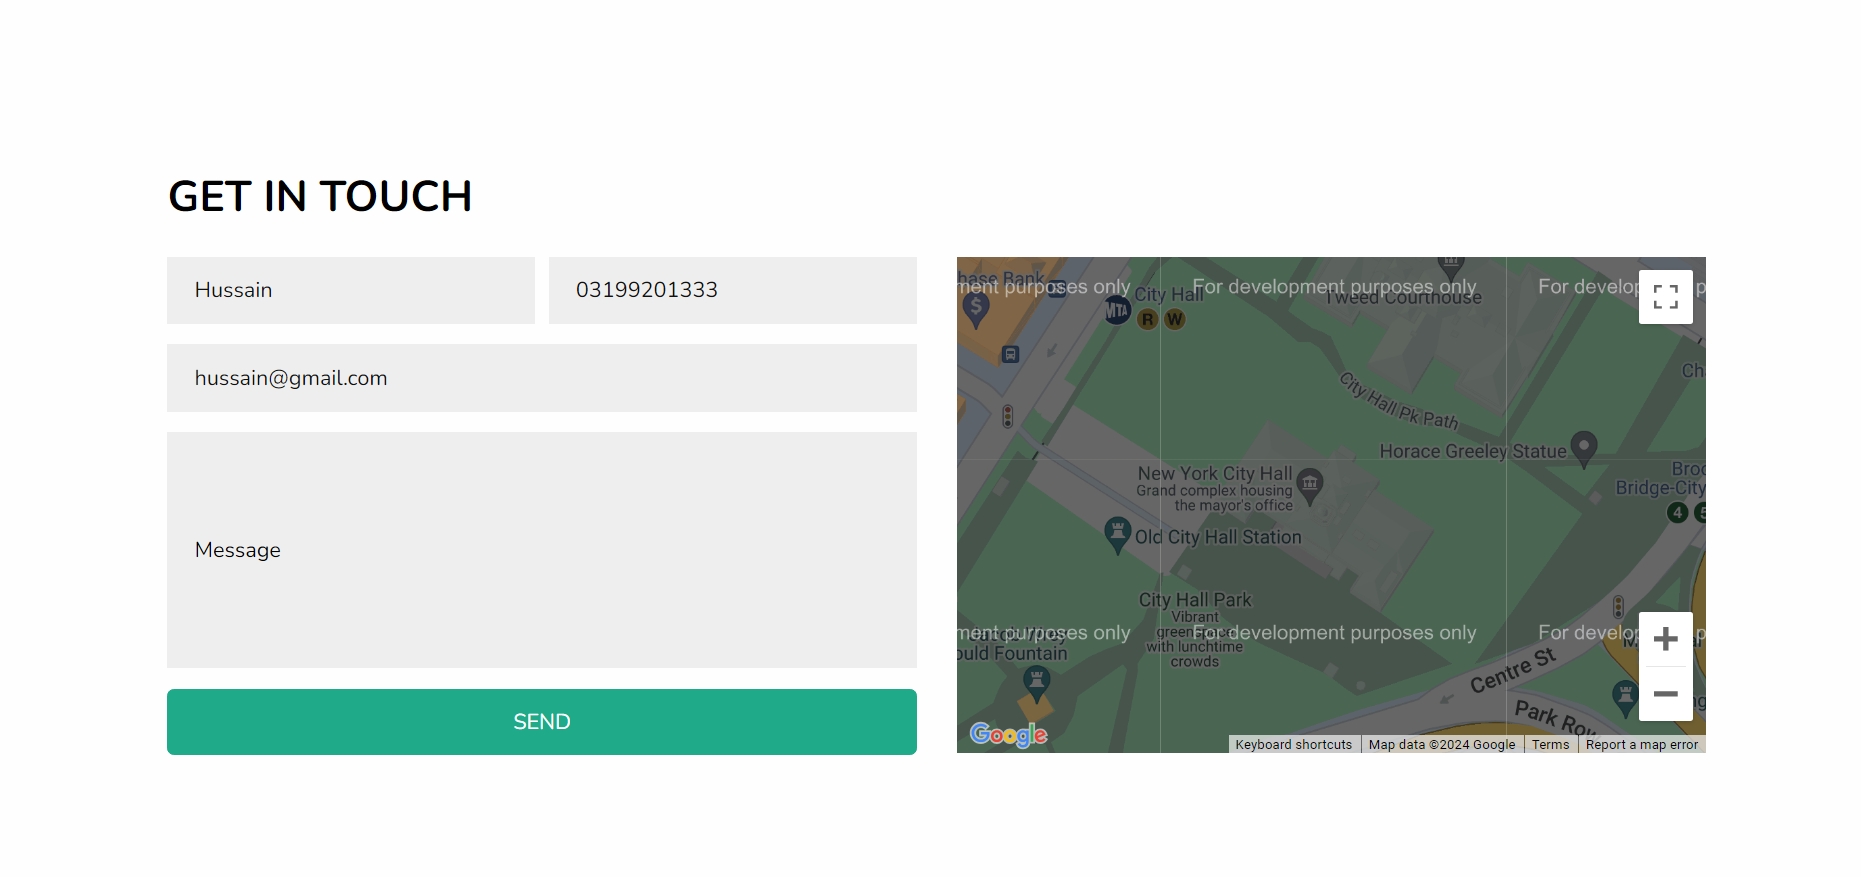 GET IN TOUCH
Hussain
03199201333
hussain@gmail.com
Message
SEND
hase Bank
ment purposes only
For development purposes only
For develop
p
City Hall
MTA
R W
Tweed Courthouse
Ch
City Hall Pk Path
Horace Greeley Statue
New York City Hall
Grand complex housing
the mayor's office
Broo
Bridge-City
4 5
Old City Hall Station
City Hall Park
Vibrant
green space
with lunchtime
crowds
ment purposes only
For development purposes only
For develop
p
ould Fountain
Centre St
Park Row
Google
Keyboard shortcuts
Map data ©2024 Google
Terms
Report a map error